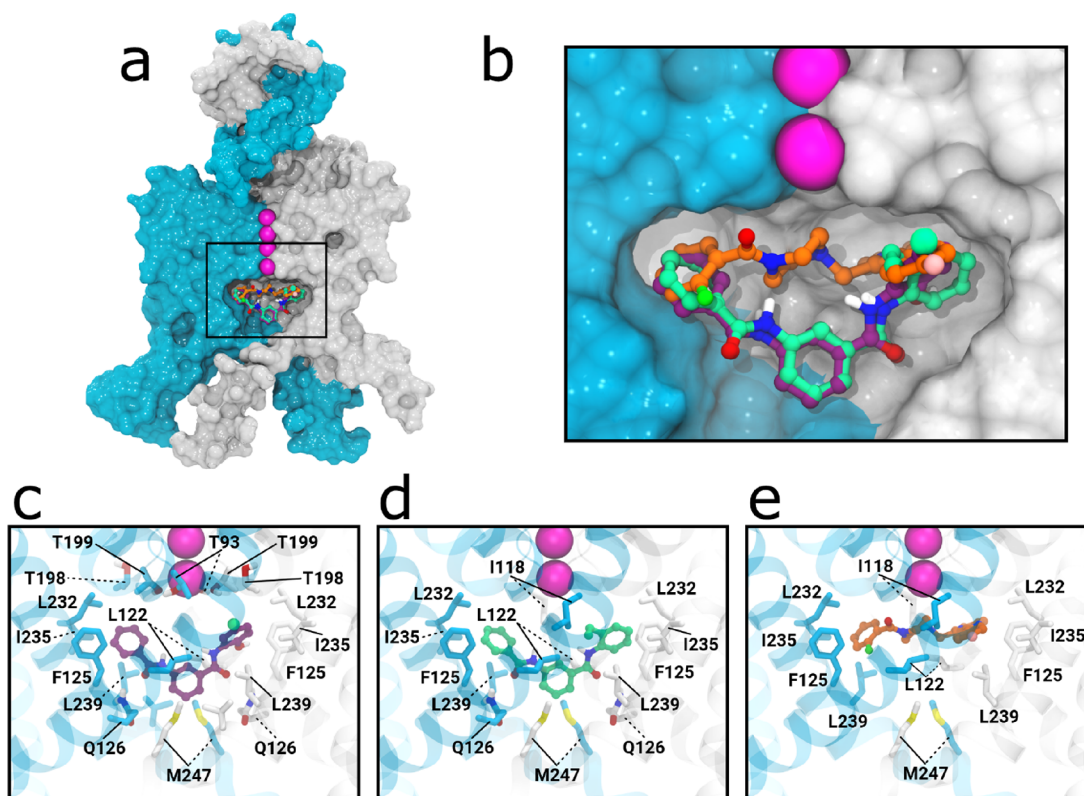 a
b
c
T199
T93
T199
T198
T198
L232
L122
L232
I235
I235
F125
F125
L239
L239
Q126
Q126
M247
d
I118
L232
L122
L232
I235
I235
F125
F125
L239
L239
Q126
Q126
M247
e
I118
L232
L232
I235
I235
F125
L122
F125
L239
L239
M247